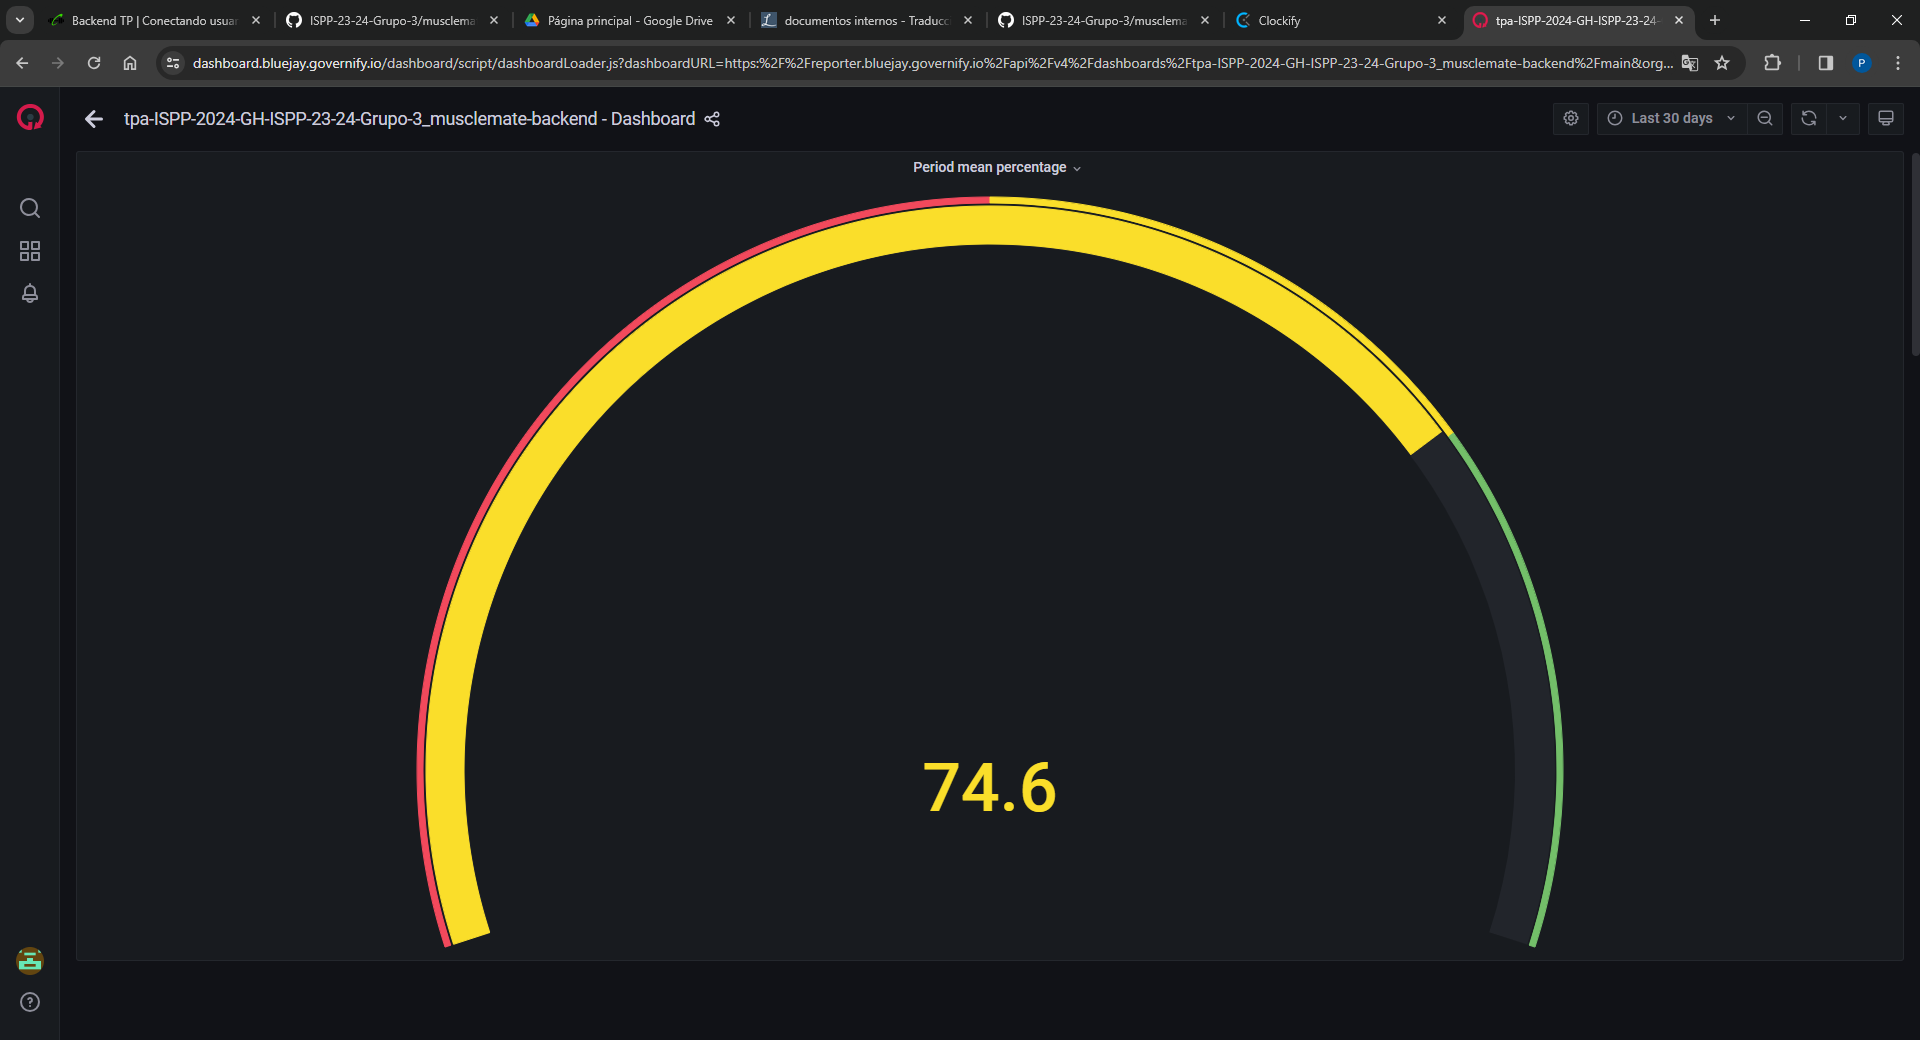 Backend TP | Conectando usuar
ISPP-23-24-Grupo-3/musclema
Página principal - Google Drive
documentos internos - Traducc
ISPP-23-24-Grupo-3/musclema
Clockify
tpa-ISPP-2024-GH-ISPP-23-24-
dashboard.bluejay.governify.io/dashboard/script/dashboardLoader.js?dashboardURL=https:%2F%2Freporter.bluejay.governify.io%2Fapi%2Fv4%2Fdashboards%2Ftpa-ISPP-2024-GH-ISPP-23-24-Grupo-3_musclemate-backend%2Fmain&org...
P
tpa-ISPP-2024-GH-ISPP-23-24-Grupo-3_musclemate-backend - Dashboard
Last 30 days
Period mean percentage
74.6